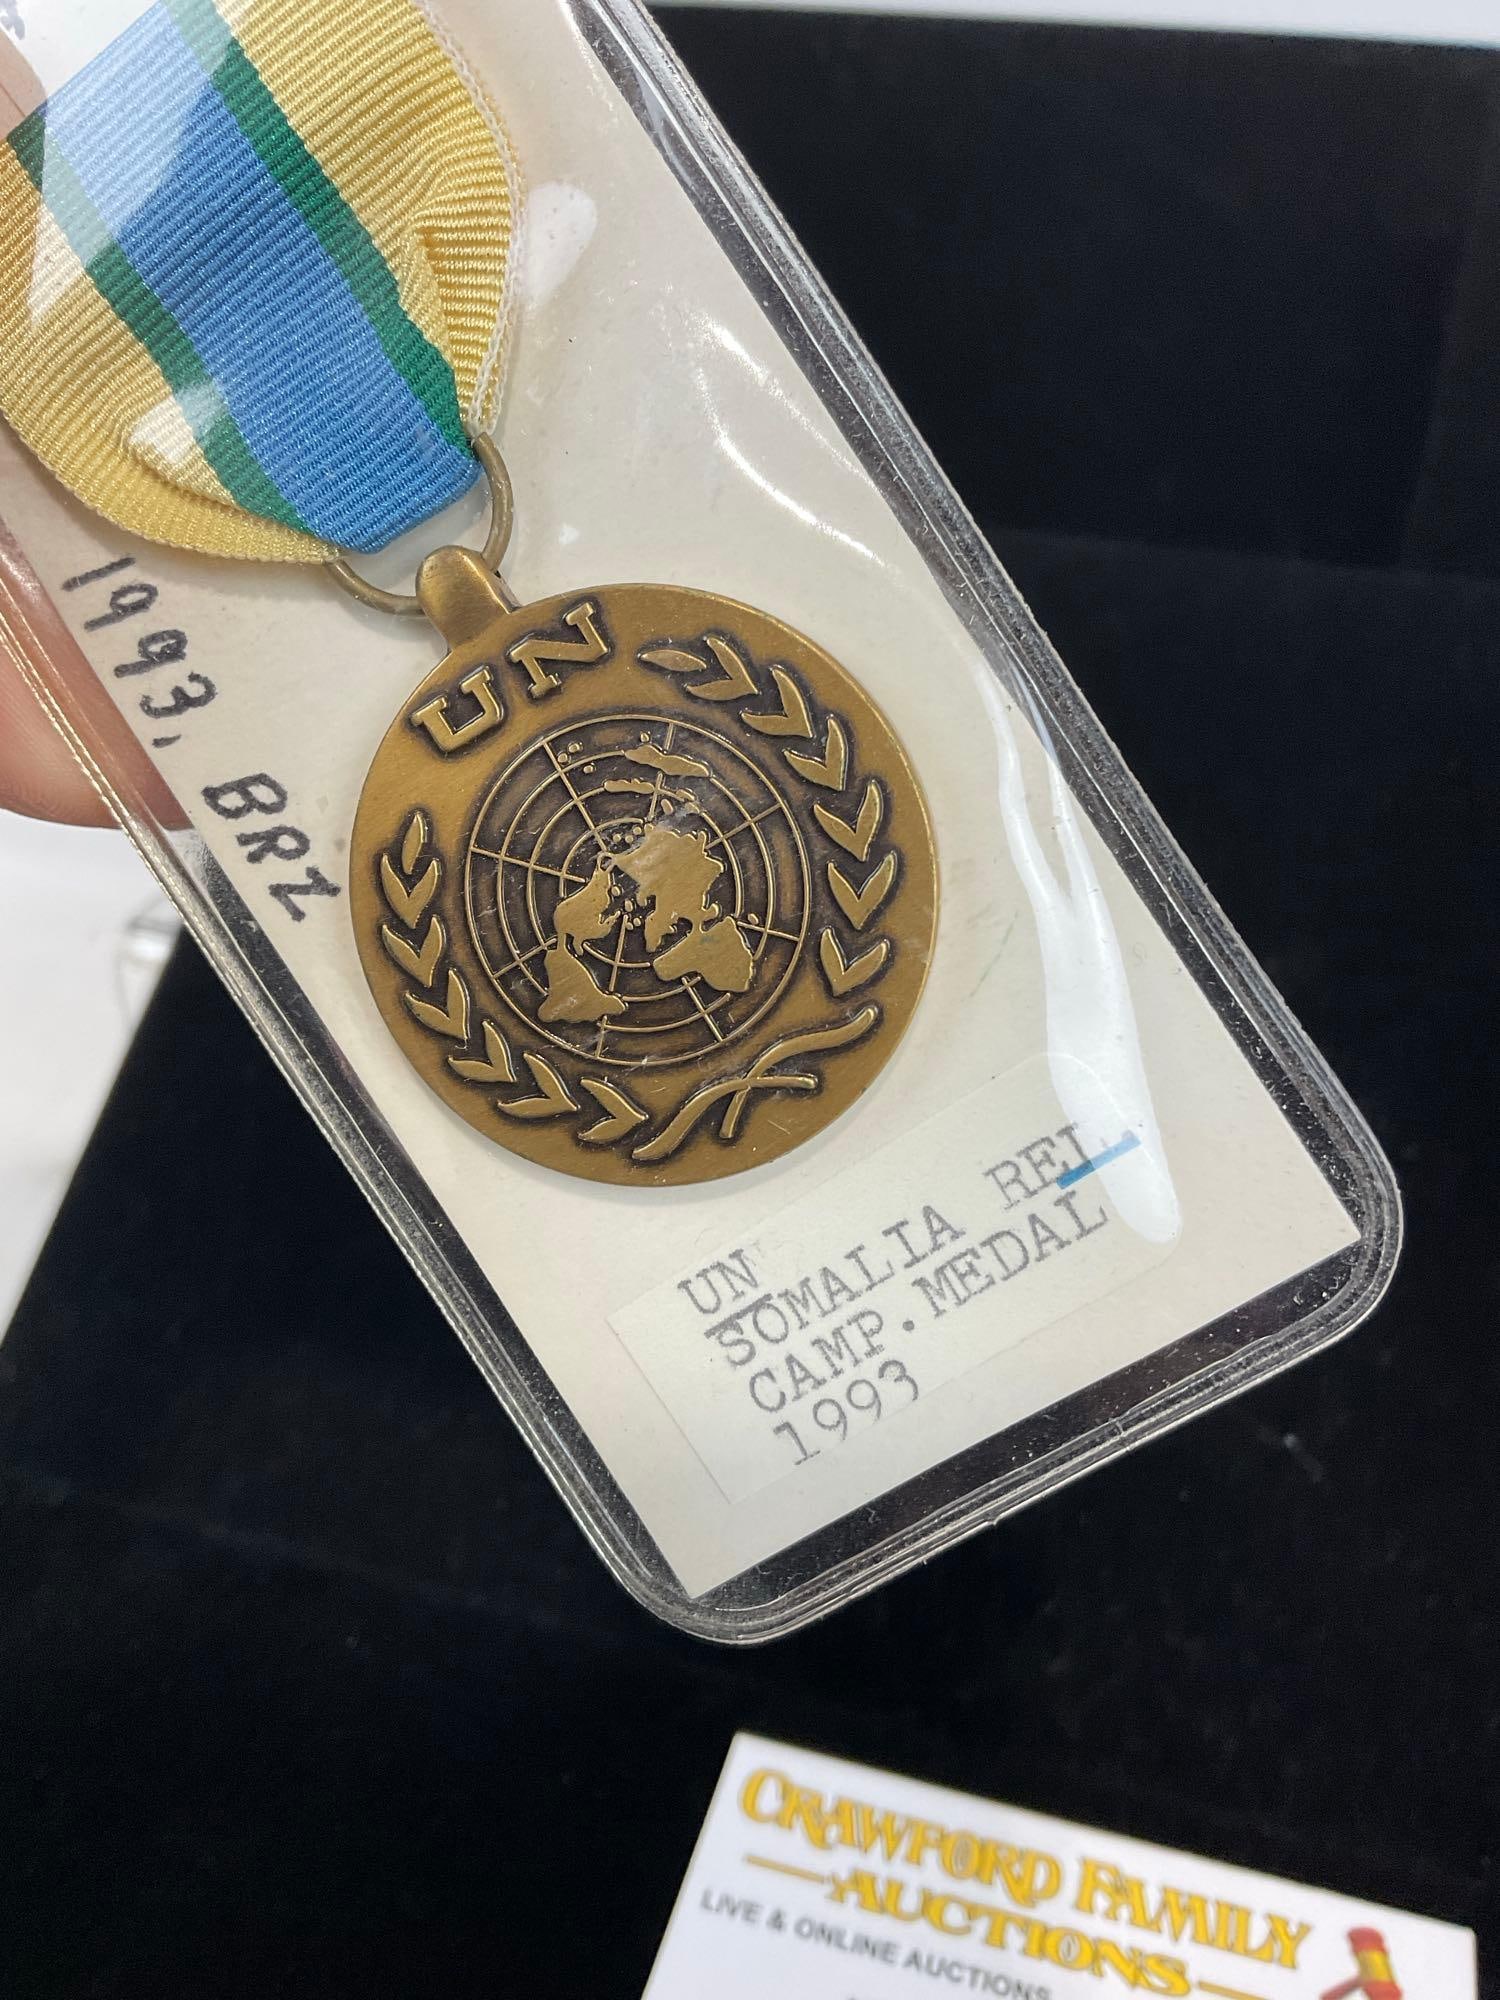 1993, BRZ
UN
UN
SOMALIA REL.
CAMP. MEDAL
1993
CRAWFORD FAMILY
AUCTIONS
LIVE & ONLINE AUCTIONS